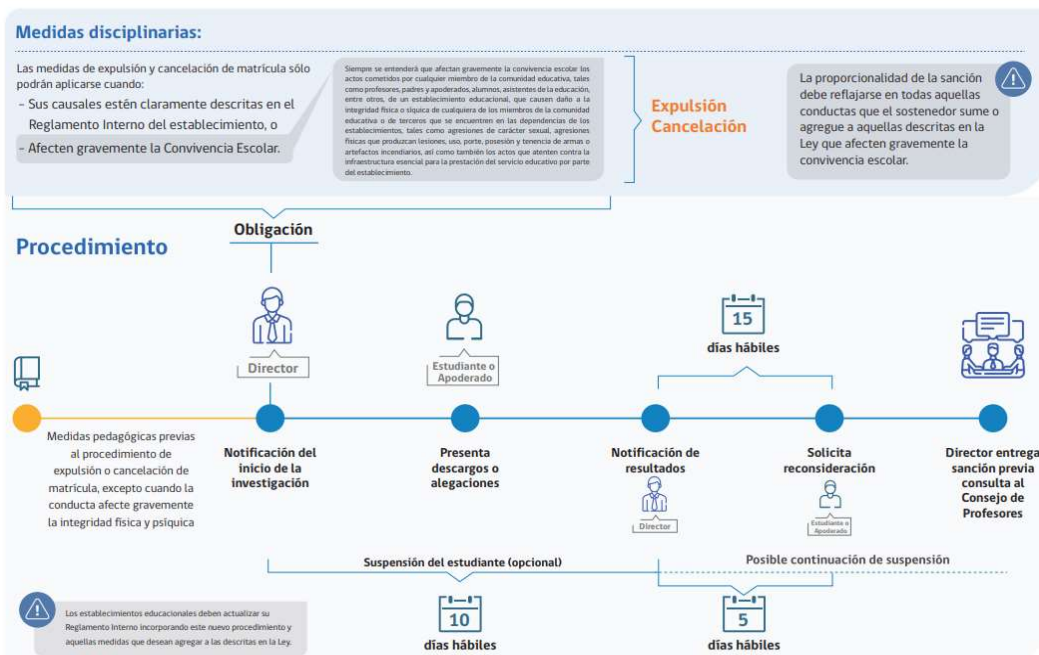 Medidas disciplinarias:
Las medidas de expulsión y cancelación de matrícula sólo
podrán aplicarse cuando:
- Sus causales estén claramente descritas en el
Reglamento Interno del establecimiento, o
- Afecten gravemente la Convivencia Escolar.
Siempre se entenderá que afectan gravemente la convivencia escolar los
actos cometidos por cualquier miembro de la comunidad educativa, tales
como profesores, padres y apoderados, alumnos, asistentes de la educación,
entre otros, de un establecimiento educacional, que causen daño a la
integridad física o síquica de cualquiera de los miembros de la comunidad
educativa o de terceros que se encuentren en las dependencias de los
establecimientos, tales como agresiones de carácter sexual, agresiones
físicas que produzcan lesiones, uso, porte, posesión y tenencia de armas o
artefactos incendiarios, así como también los actos que atenten contra la
infraestructura esencial para la prestación del servicio educativo por parte
del establecimiento.
Expulsión
Cancelación
La proporcionalidad de la sanción
debe reflajarse en todas aquellas
conductas que el sostenedor sume o
agregue a aquellas descritas en la
Ley que afecten gravemente la
convivencia escolar.
Procedimiento
Obligación
Director
Estudiante o
Apoderado
15
días hábiles
Medidas pedagógicas previas
al procedimiento de
expulsión o cancelación de
matrícula, excepto cuando la
conducta afecte gravemente
la integridad física y psíquica
Notificación del
inicio de la
investigación
Presenta
descargos o
alegaciones
Notificación de
resultados
Director
Solicita
reconsideración
Estudiante o
Apoderado
Director entrega
sanción previa
consulta al
Consejo de
Profesores
Suspensión del estudiante (opcional)
Posible continuación de suspensión
10
días hábiles
5
días hábiles
Los establecimientos educacionales deben actualizar su
Reglamento Interno incorporando este nuevo procedimiento y
aquellas medidas que desean agregar a las descritas en la Ley.